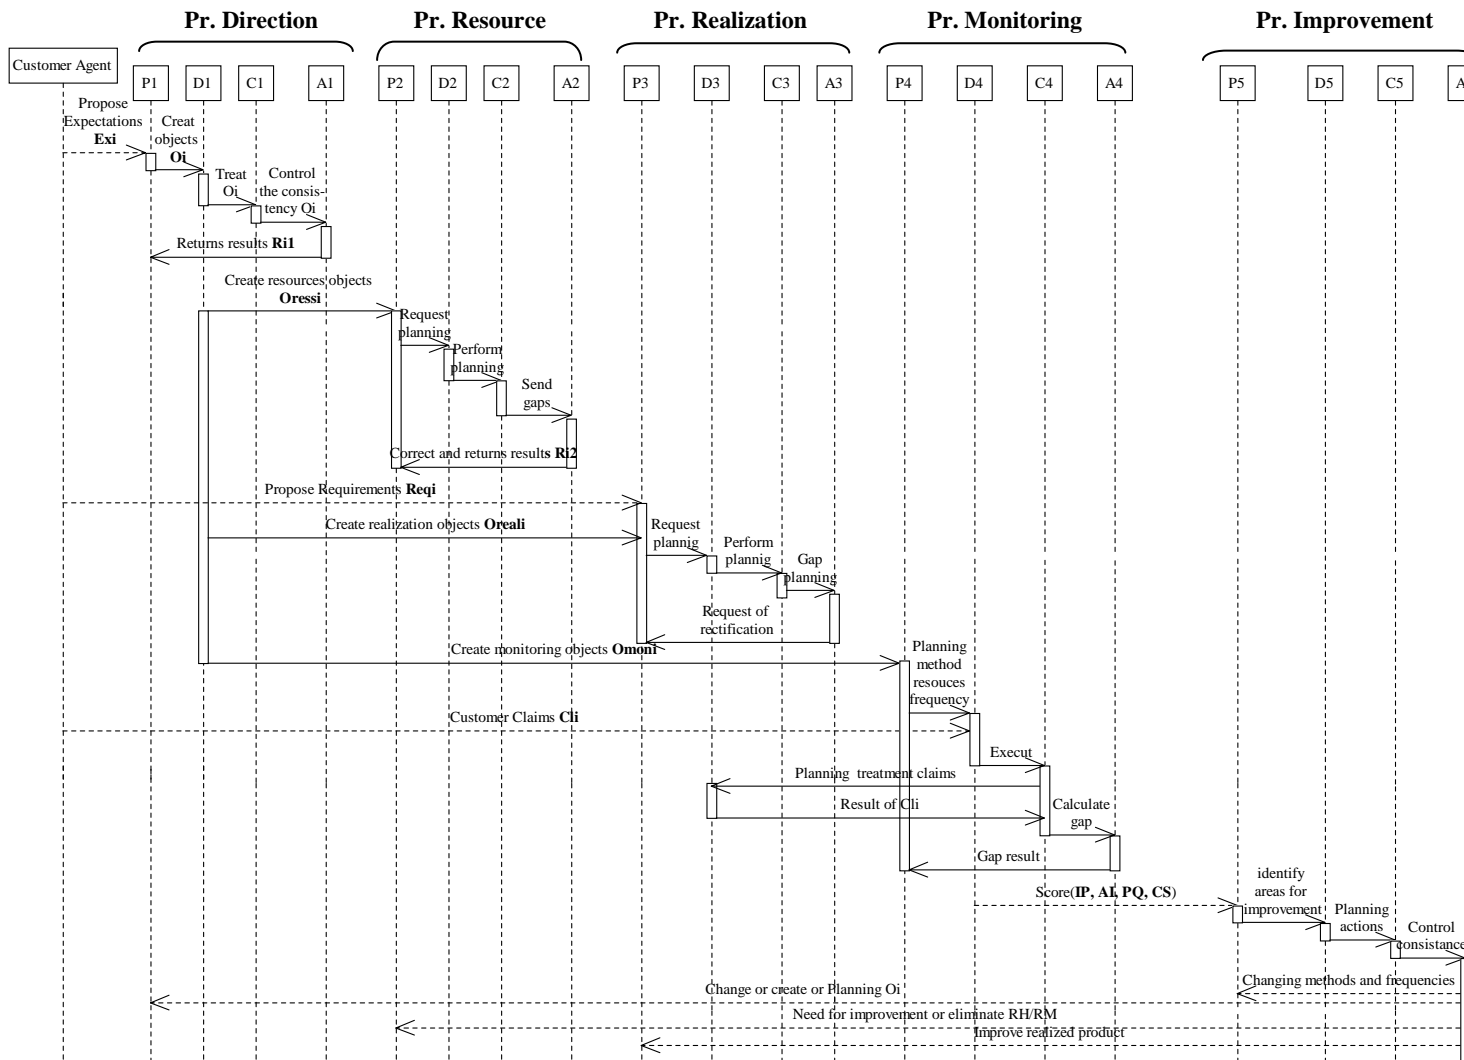 Pr. Direction
Pr. Resource
Pr. Realization
Pr. Monitoring
Pr. Improvement
Customer Agent
P1
D1
C1
A1
P2
D2
C2
A2
P3
D3
C3
A3
P4
D4
C4
A4
P5
D5
C5
A
Propose
Expectations
Exi
Creat
objects
Oi
Treat
Oi
Control
the consis-
tency Oi
Returns results Ri1
Create resources objects
Oressi
Request
planning
Perform
planning
Send
gaps
Correct and returns results Ri2
Propose Requirements Reqi
Create realization objects Oreali
Request
plannig
Perform
plannig
Gap
planning
Request of
rectification
Create monitoring objects Omoni
Planning
method
resouces
frequency
Customer Claims Cli
Execut
Planning treatment claims
Result of Cli
Calculate
gap
Gap result
Score(IP, AI, PQ, CS)
identify
areas for
improvement
Planning
actions
Control
consistance
Changing methods and frequencies
Change or create or Planning Oi
Need for improvement or eliminate RH/RM
Improve realized product